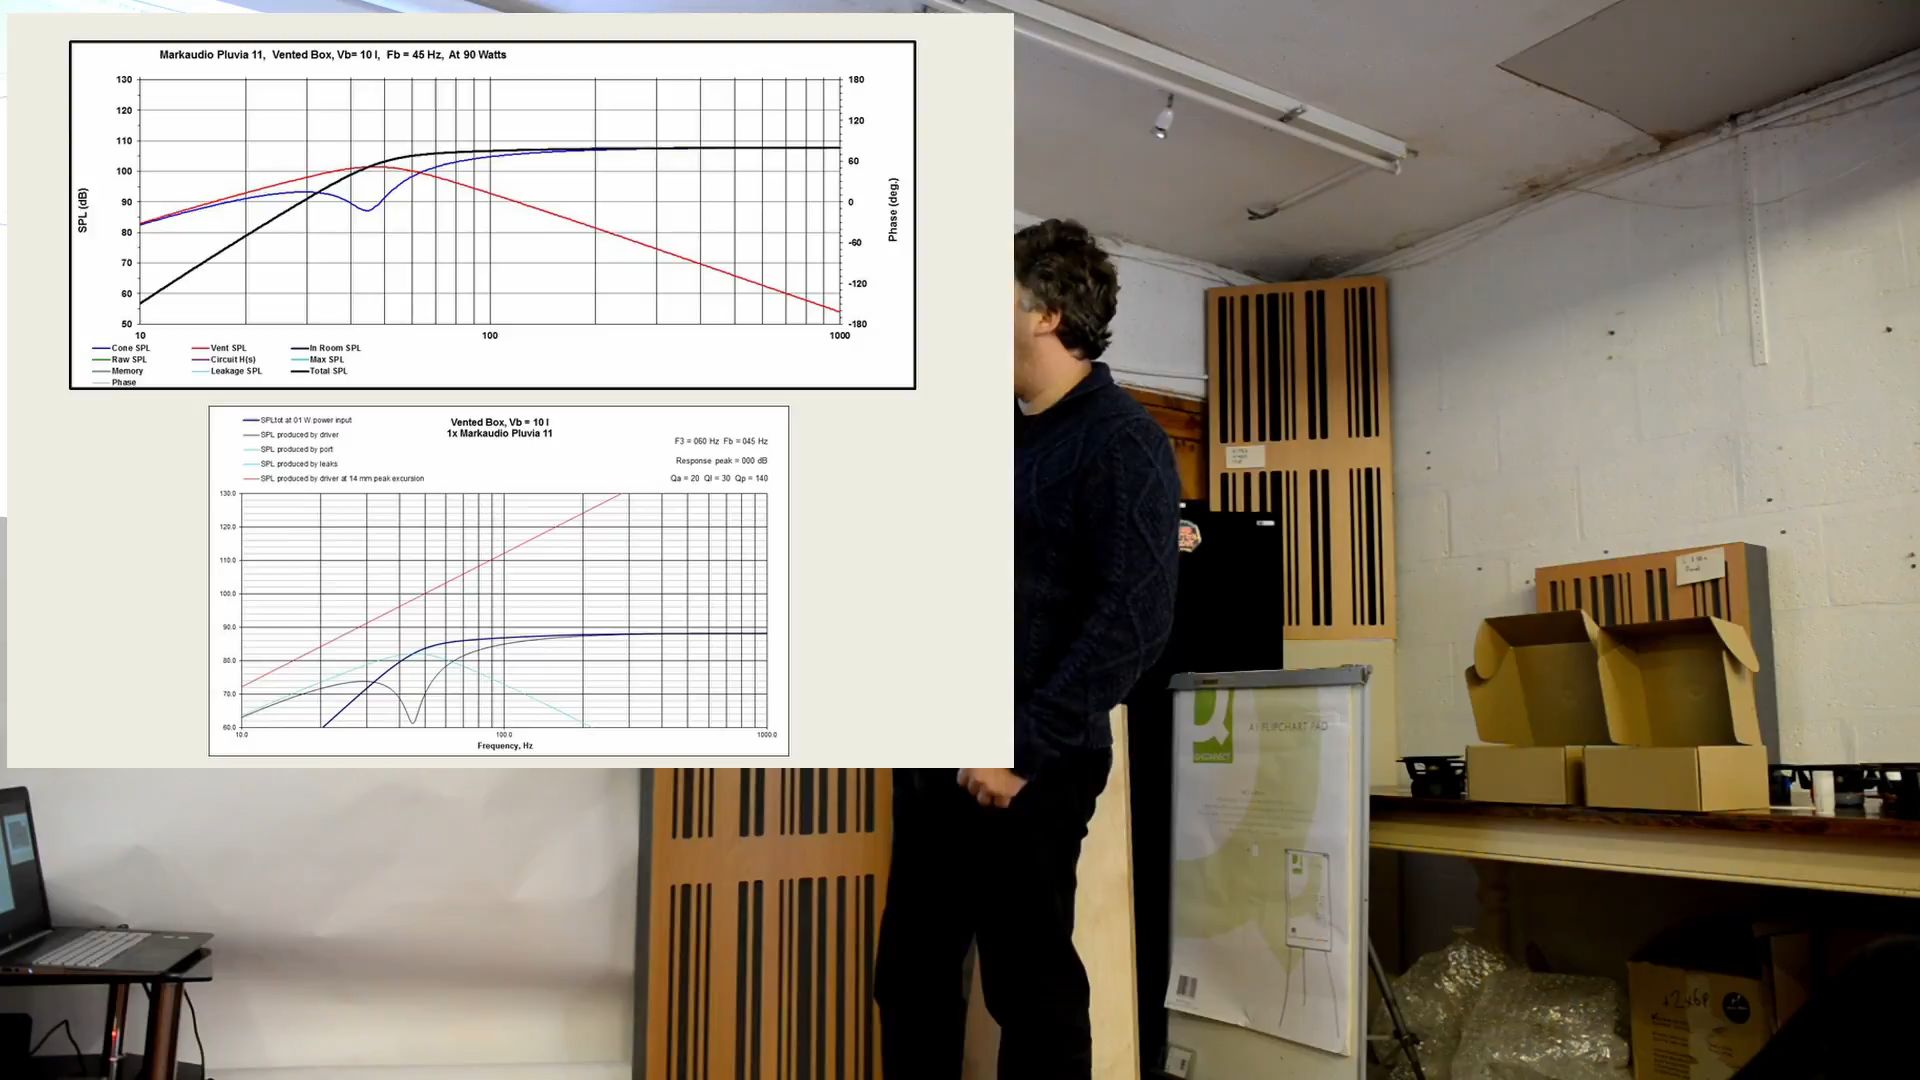 Markaudio Pluvia 11, Vented Box, Vb= 10 l, Fb = 45 Hz, At 90 Watts
130
120
110
100
90
80
70
60
50
SPL (dB)
180
120
60
0
-60
-120
-180
Phase (deg.)
10 100 1000
Cone SPL Vent SPL In Room SPL
Raw SPL Circuit H(s) Max SPL
Memory Leakage SPL Total SPL
Phase
SPLtot at 01 W power input
SPL produced by driver
SPL produced by port
SPL produced by leaks
SPL produced by driver at 14 mm peak excursion
Vented Box, Vb = 10 l
1x Markaudio Pluvia 11
F3 = 060 Hz Fb = 045 Hz
Response peak = 000 dB
Qa = 20 Ql = 30 Qp = 140
130.0
120.0
110.0
100.0
90.0
80.0
70.0
60.0
10.0 100.0 1000.0
Frequency, Hz
A1 FLIPCHART PAD